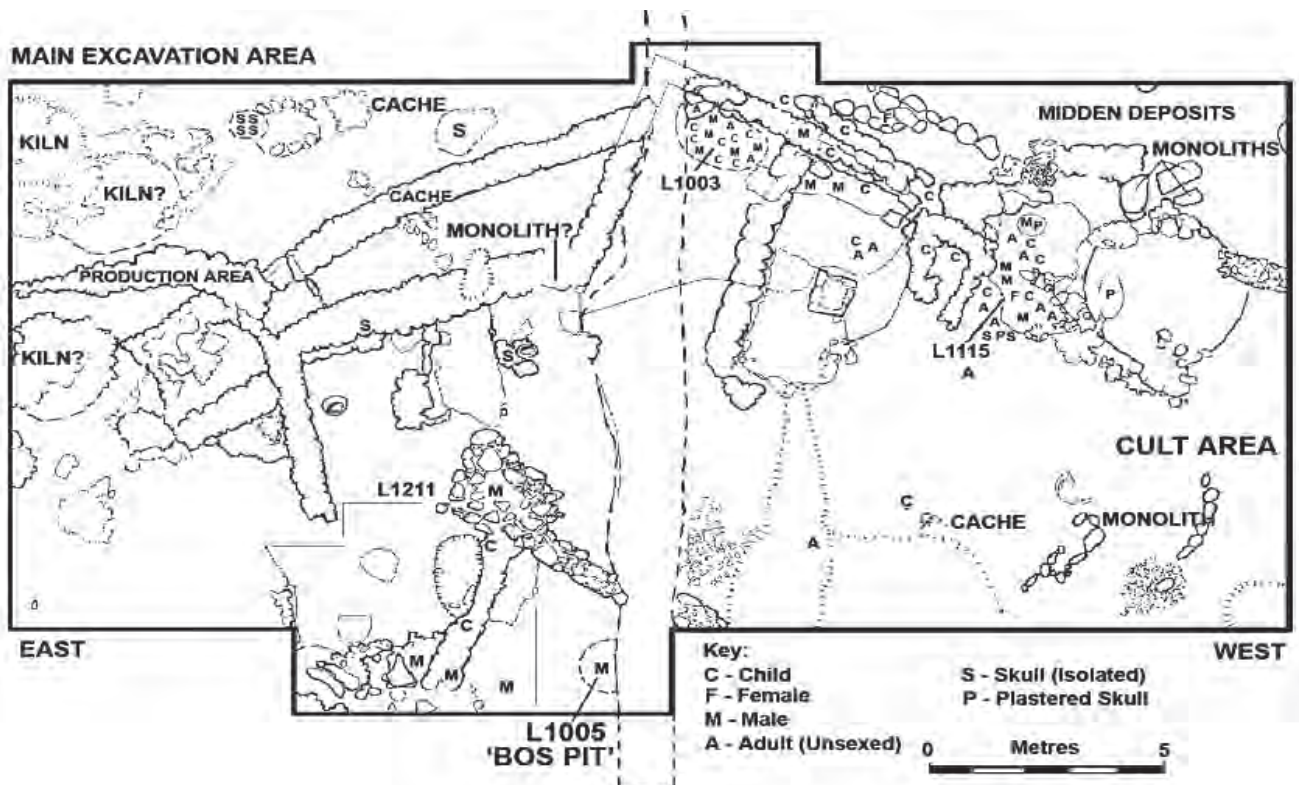 MAIN EXCAVATION AREA
CACHE
MIDDEN DEPOSITS
KILN
SS
SS
S
MONOLITHS
KILN?
CACHE
L1003
MONOLITH?
PRODUCTION AREA
S
KILN?
S
P
S P S
L1115
A
CULT AREA
L1211
M
C
C
CACHE
MONOLITH
A
C
M
M
M
M
EAST
WEST
L1005
'BOS PIT'
Key:
C - Child
F - Female
M - Male
A - Adult (Unsexed)
S - Skull (Isolated)
P - Plastered Skull
0 Metres 5